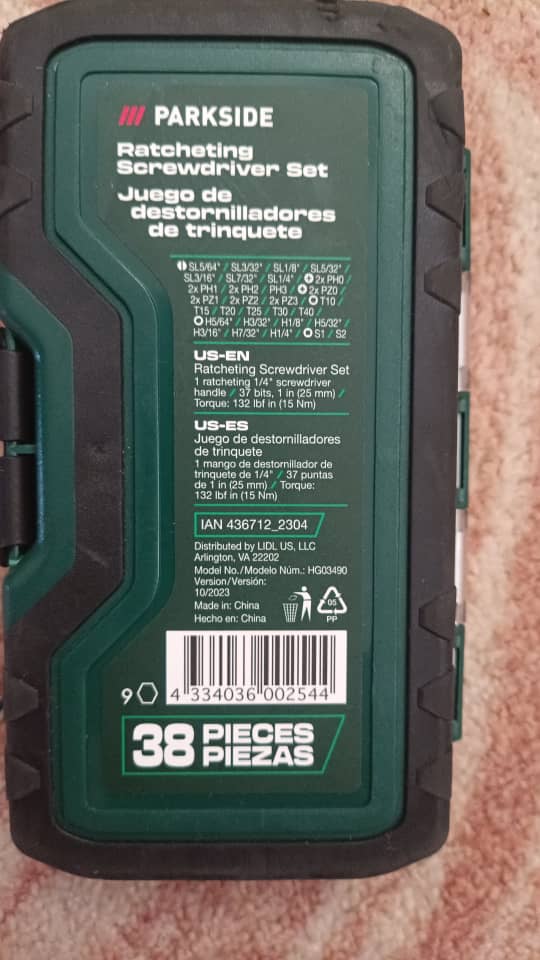 PARKSIDE
Ratcheting
Screwdriver Set
Juego de
destornilladores
de trinquete
SL5/64" / SL3/32" / SL1/8" / SL5/32" /
SL3/16" / SL7/32" / SL1/4" / 2x PH0 /
2x PH1 / 2x PH2 / PH3 / 2x PZ0 /
2x PZ1 / 2x PZ2 / 2x PZ3 / T10 /
T15 / T20 / T25 / T30 / T40 /
H5/64" / H3/32" / H1/8" / H5/32" /
H3/16" / H7/32" / H1/4" / S1 / S2
US-EN
Ratcheting Screwdriver Set
1 ratcheting 1/4" screwdriver
handle / 37 bits, 1 in (25 mm) /
Torque: 132 lbf in (15 Nm)
US-ES
Juego de destornilladores
de trinquete
1 mango de destornillador de
trinquete de 1/4" / 37 puntas
de 1 in (25 mm) / Torque:
132 lbf in (15 Nm)
IAN 436712_2304
Distributed by LIDL US, LLC
Arlington, VA 22202
Model No./Modelo Núm.: HG03490
Version/Versión:
10/2023
Made in: China
Hecho en: China
05
PP
9
4 334036 002544
38 PIECES
PIEZAS